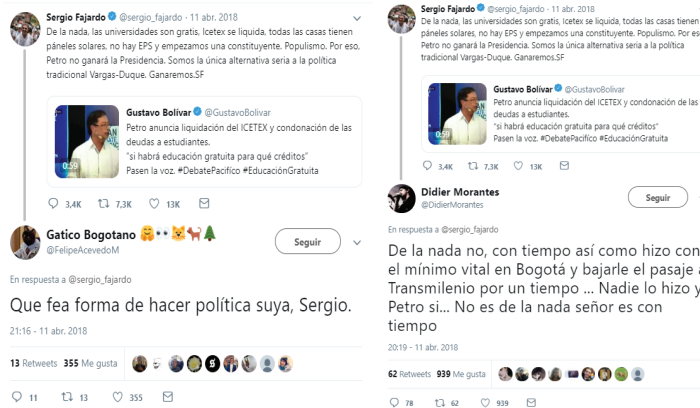 Sergio Fajardo @sergio_fajardo · 11 abr. 2018
De la nada, las universidades son gratis, Icetex se liquida, todas las casas tienen
páneles solares, no hay EPS y empezamos una constituyente. Populismo. Por eso,
Petro no ganará la Presidencia. Somos la única alternativa seria a la política
tradicional Vargas-Duque. Ganaremos.SF
Gustavo Bolívar @GustavoBolivar
Petro anuncia liquidación del ICETEX y condonación de las
deudas a estudiantes.
"si habrá educación gratuita para qué créditos"
Pasen la voz. #DebatePacifíco #EducaciónGratuita
0:59
3,4K 7,3K 13K
Gatico Bogotano
@FelipeAcevedoM
Seguir
En respuesta a @sergio_fajardo
Que fea forma de hacer política suya, Sergio.
21:16 - 11 abr. 2018
13 Retweets 355 Me gusta
11 13 355
Sergio Fajardo @sergio_fajardo · 11 abr. 2018
De la nada, las universidades son gratis, Icetex se liquida, todas las casas tienen
páneles solares, no hay EPS y empezamos una constituyente. Populismo. Por es
Petro no ganará la Presidencia. Somos la única alternativa seria a la política
tradicional Vargas-Duque. Ganaremos.SF
Gustavo Bolívar @GustavoBolivar
Petro anuncia liquidación del ICETEX y condonación de las
deudas de estudiantes.
"si habrá educación gratuita para qué créditos"
Pasen la voz. #DebatePacifíco #EducaciónGratuita
0:59
3,4K 7,3K 13K
Didier Morantes
@DidierMorantes
Seguir
En respuesta a @sergio_fajardo
De la nada no, con tiempo así como hizo con
el mínimo vital en Bogotá y bajarle el pasaje a
Transmilenio por un tiempo ... Nadie lo hizo y
Petro si... No es de la nada señor es con
tiempo
20:19 - 11 abr. 2018
62 Retweets 939 Me gusta
78 62 939